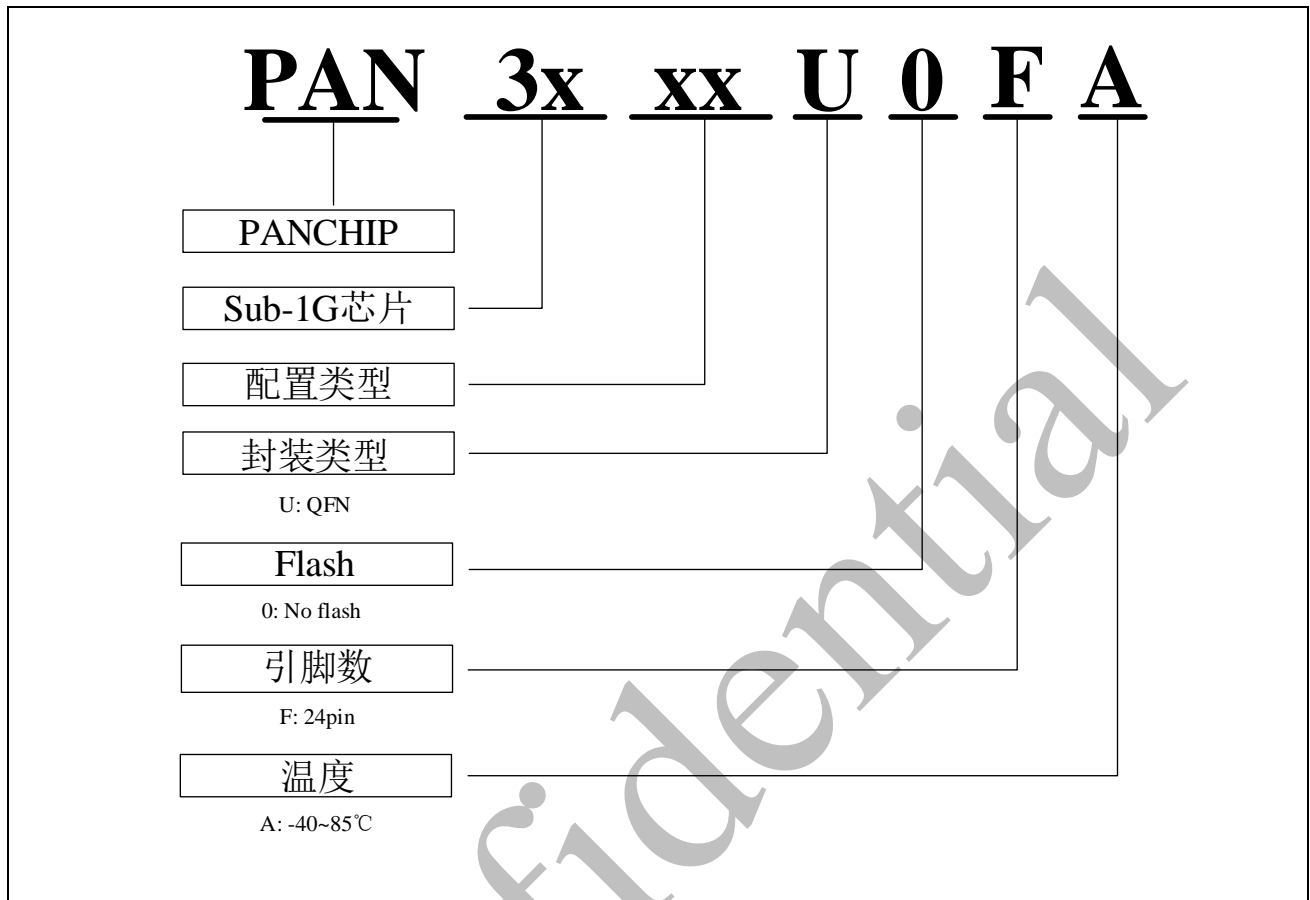 PAN 3x xx U 0 F A
PANCHIP
Sub-1G芯片
配置类型
封装类型
U: QFN
Flash
0: No flash
引脚数
F: 24pin
温度
A: -40~85℃
fidential